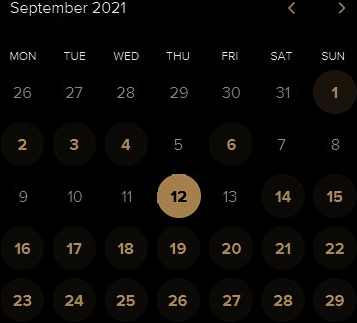 September 2021
MON TUE WED THU FRI SAT SUN
26 27 28 29 30 31 1
2 3 4 5 6 7 8
9 10 11 12 13 14 15
16 17 18 19 20 21 22
23 24 25 26 27 28 29